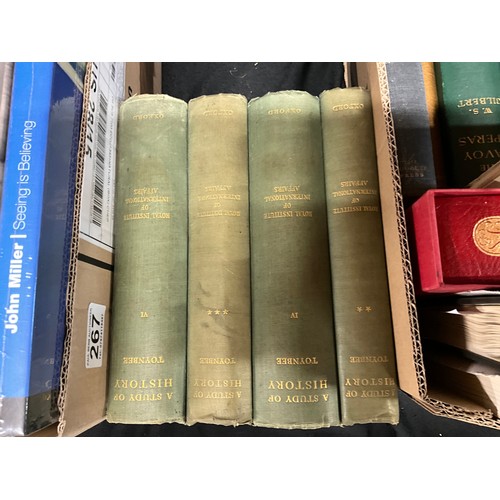 John Miller | Seeing is Believing
267
A STUDY OF
HISTORY
TOYNBEE
VI
ROYAL INSTITUTE
OF
INTERNATIONAL
AFFAIRS
OXFORD
A STUDY OF
HISTORY
TOYNBEE
***
ROYAL INSTITUTE
OF
INTERNATIONAL
AFFAIRS
A STUDY OF
HISTORY
TOYNBEE
IV
ROYAL INSTITUTE
OF
INTERNATIONAL
AFFAIRS
OXFORD
A STUDY OF
HISTORY
TOYNBEE
*
ROYAL INSTITUTE
OF
INTERNATIONAL
AFFAIRS
OXFORD
W. S.
GILBERT
SAVOY
OPERAS